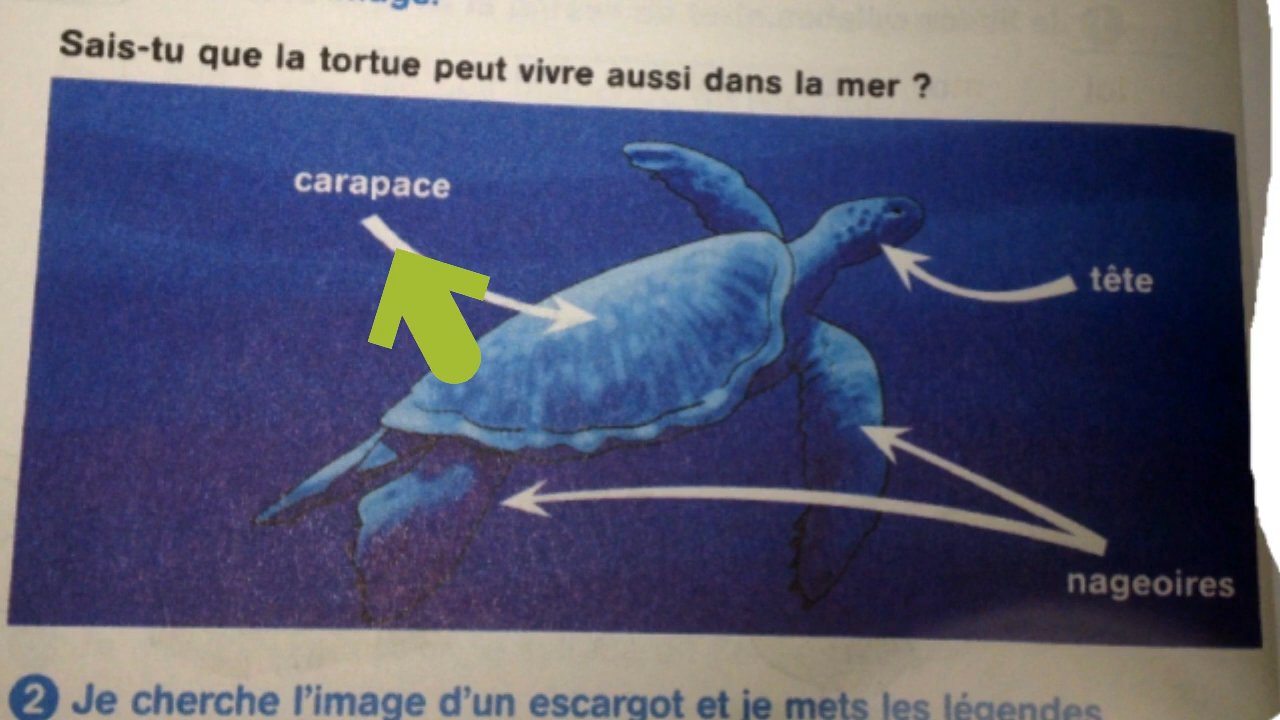 Sais-tu que la tortue peut vivre aussi dans la mer ?
carapace
tête
nageoires
2 Je cherche l'image d'un escargot et je mets les légendes